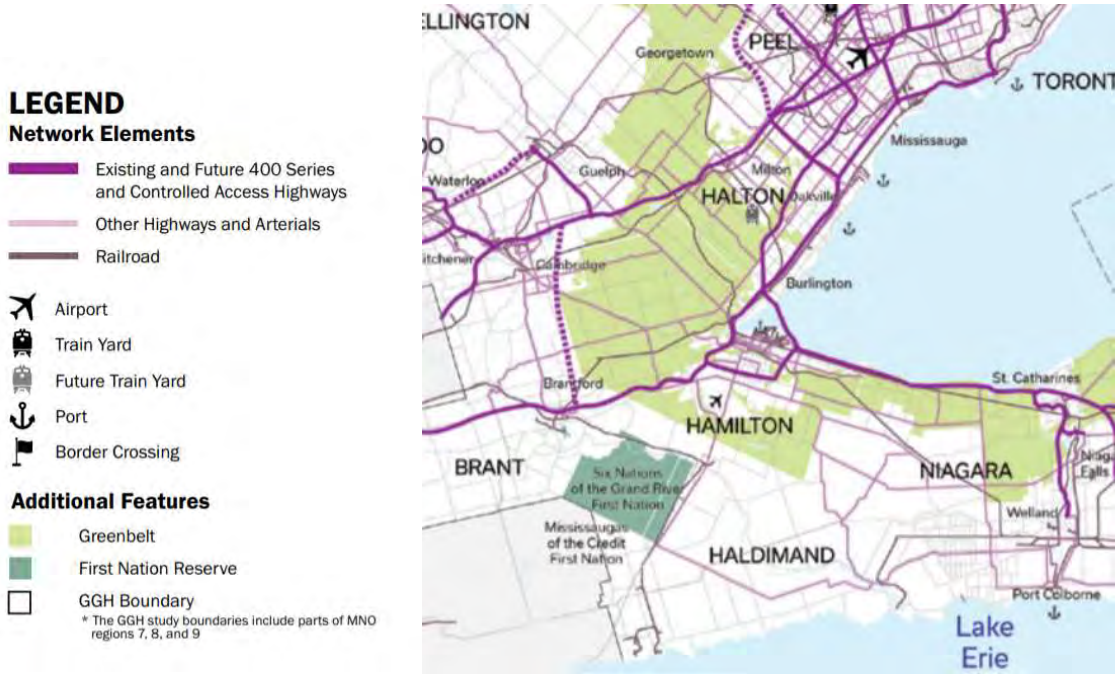 LEGEND
Network Elements
Existing and Future 400 Series
and Controlled Access Highways
Other Highways and Arterials
Railroad
Airport
Train Yard
Future Train Yard
Port
Border Crossing
Additional Features
Greenbelt
First Nation Reserve
GGH Boundary
* The GGH study boundaries include parts of MNO
regions 7, 8, and 9
ELLINGTON
PEEL
Georgetown
TORONT
Mississauga
OO
Guelph
Milton
Waterloo
HALTON
Oakville
itchener
Cambridge
Burlington
Brantford
St. Catharines
HAMILTON
BRANT
NIAGARA
Niaga
Falls
Six Nations
of the Grand River
First Nation
Welland
Mississaugas
of the Credit
First Nation
HALDIMAND
Port Colborne
Lake
Erie